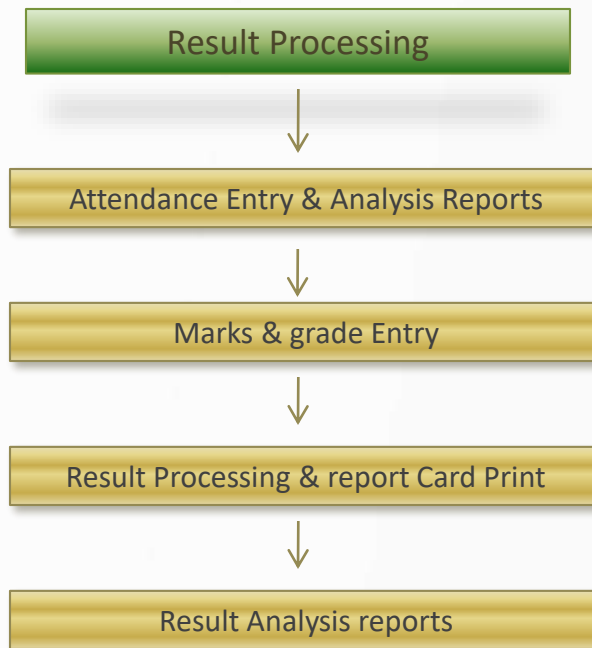 Result Processing
Attendance Entry & Analysis Reports
Marks & grade Entry
Result Processing & report Card Print
Result Analysis reports